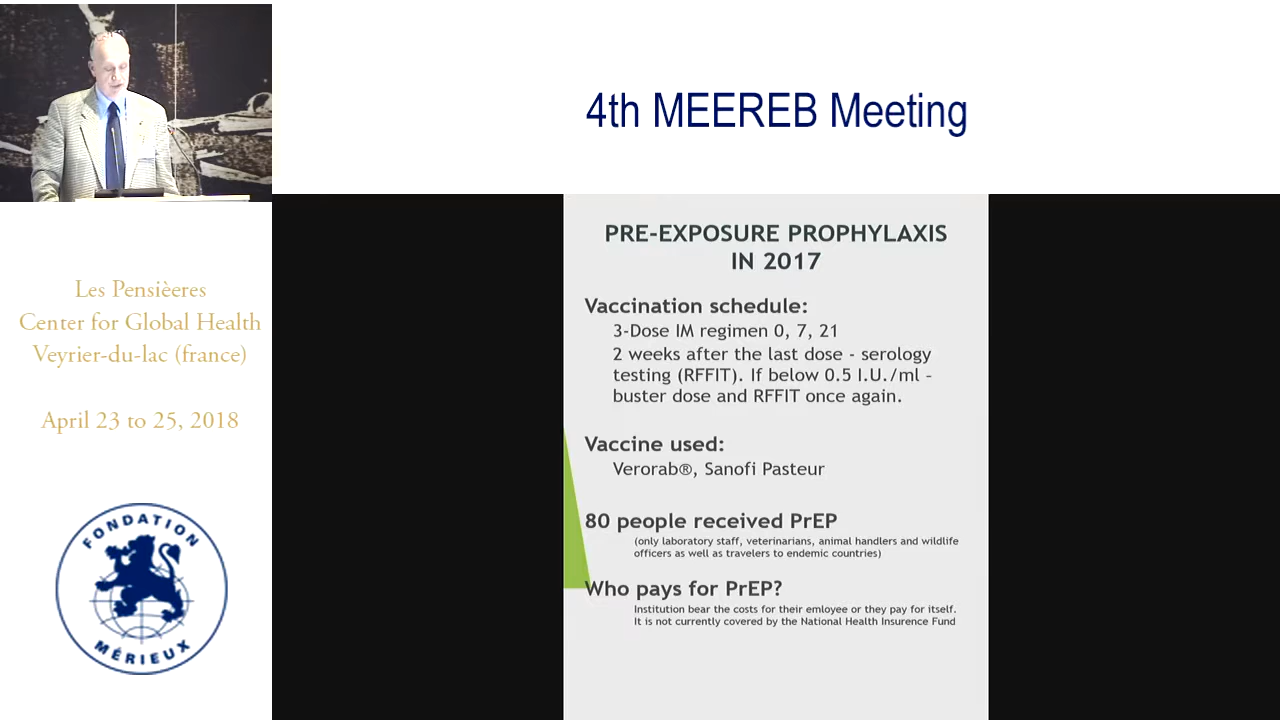 4th MEEREB Meeting
Les Pensièeres
Center for Global Health
Veyrier-du-lac (france)
April 23 to 25, 2018
FONDATION
MÉRIEUX
PRE-EXPOSURE PROPHYLAXIS
IN 2017
Vaccination schedule:
3-Dose IM regimen 0, 7, 21
2 weeks after the last dose - serology
testing (RFFIT). If below 0.5 I.U./ml –
buster dose and RFFIT once again.
Vaccine used:
Verorab®, Sanofi Pasteur
80 people received PrEP
(only laboratory staff, veterinarians, animal handlers and wildlife
officers as well as travelers to endemic countries)
Who pays for PrEP?
Institution bear the costs for their emloyee or they pay for itself.
It is not currently covered by the National Health Insurence Fund